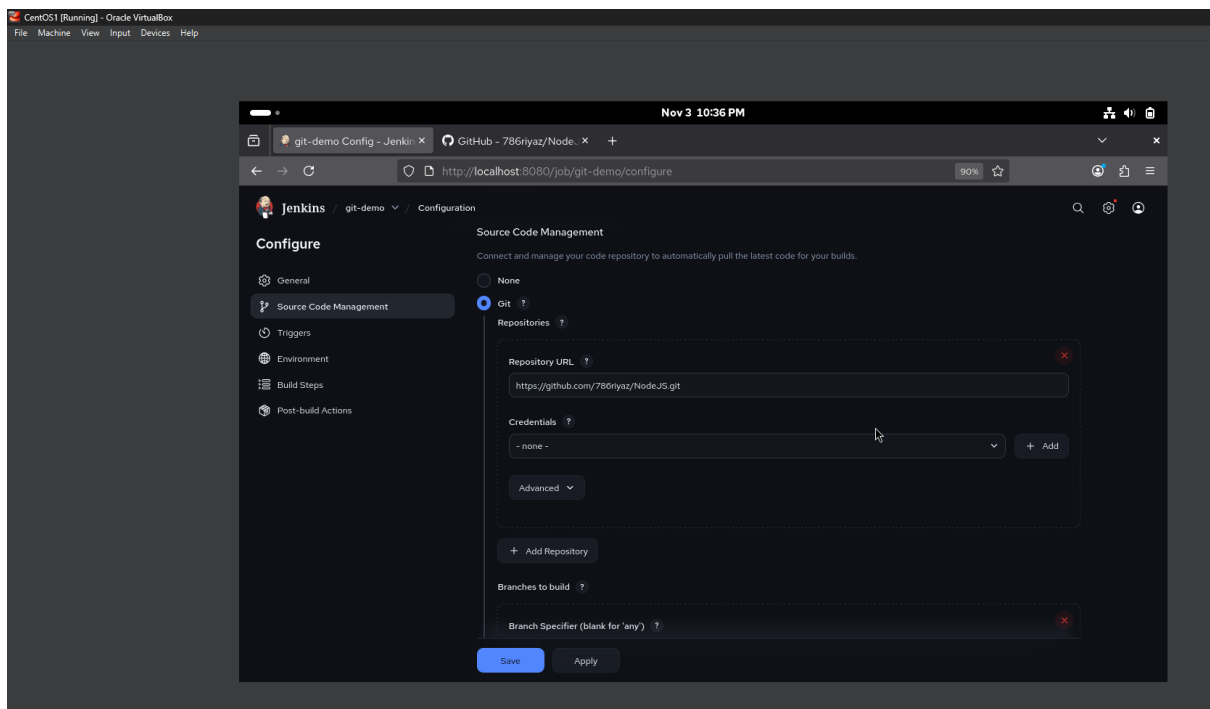 CentOS1 [Running] - Oracle VirtualBox
File Machine View Input Devices Help
Nov 3 10:36 PM
git-demo Config - Jenkin × GitHub - 786riyaz/Node. × +
http://localhost:8080/job/git-demo/configure 90%
Jenkins / git-demo / Configuration
Configure
General
Source Code Management
Triggers
Environment
Build Steps
Post-build Actions
Source Code Management
Connect and manage your code repository to automatically pull the latest code for your builds.
None
Git ?
Repositories ?
Repository URL ?
https://github.com/786riyaz/NodeJS.git
Credentials ?
- none -
+ Add
Advanced
+ Add Repository
Branches to build ?
Branch Specifier (blank for 'any') ?
Save Apply